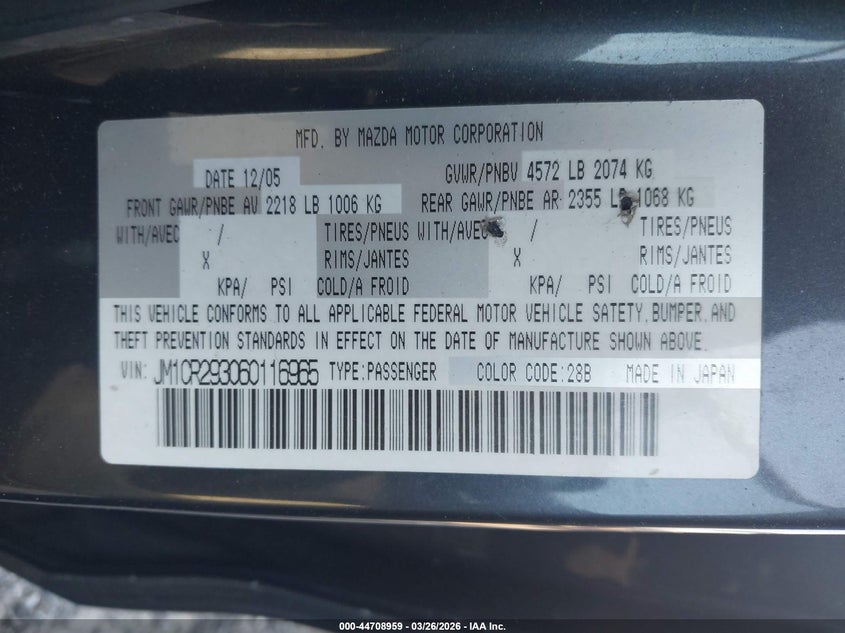 MFD. BY MAZDA MOTOR CORPORATION
DATE 12/05 GVWR/PNBV 4572 LB 2074 KG
FRONT GAWR/PNBE AV 2218 LB 1006 KG REAR GAWR/PNBE AR 2355 LB 1068 KG
WITH/AVEC / TIRES/PNEUS WITH/AVEC / TIRES/PNEUS
X RIMS/JANTES X RIMS/JANTES
KPA/ PSI COLD/A FROID KPA/ PSI COLD/A FROID
THIS VEHICLE CONFORMS TO ALL APPLICABLE FEDERAL MOTOR VEHICLE SAFETY, BUMPER, AND
THEFT PREVENTION STANDARDS IN EFFECT ON THE DATE OF MANUFACTURE SHOWN ABOVE.
VIN: JM1CR293060116965 TYPE:PASSENGER COLOR CODE:28B MADE IN JAPAN
000-44708959 - 03/26/2026 - IAA Inc.